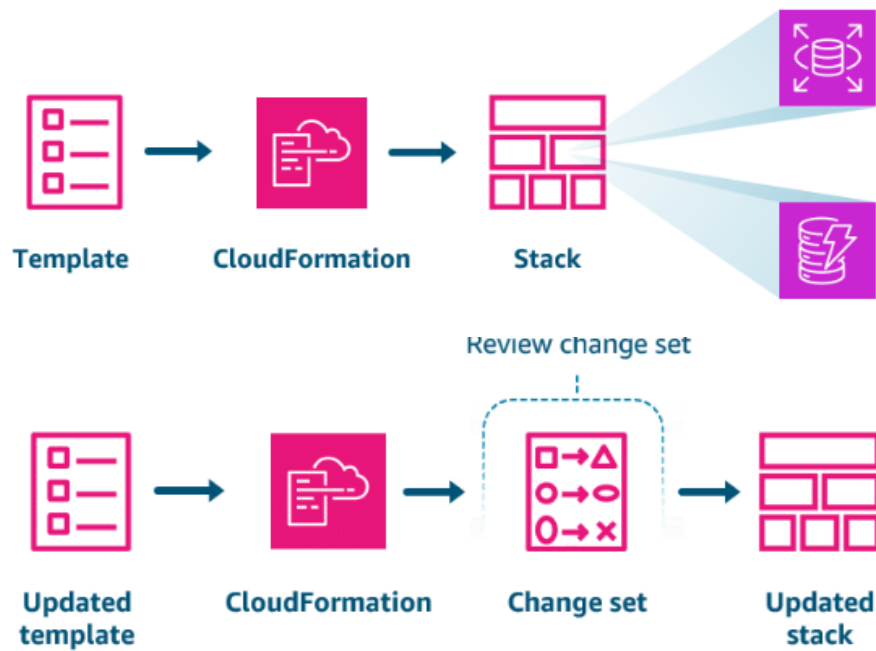 Template
CloudFormation
Stack
Review change set
Updated
template
CloudFormation
Change set
Updated
stack